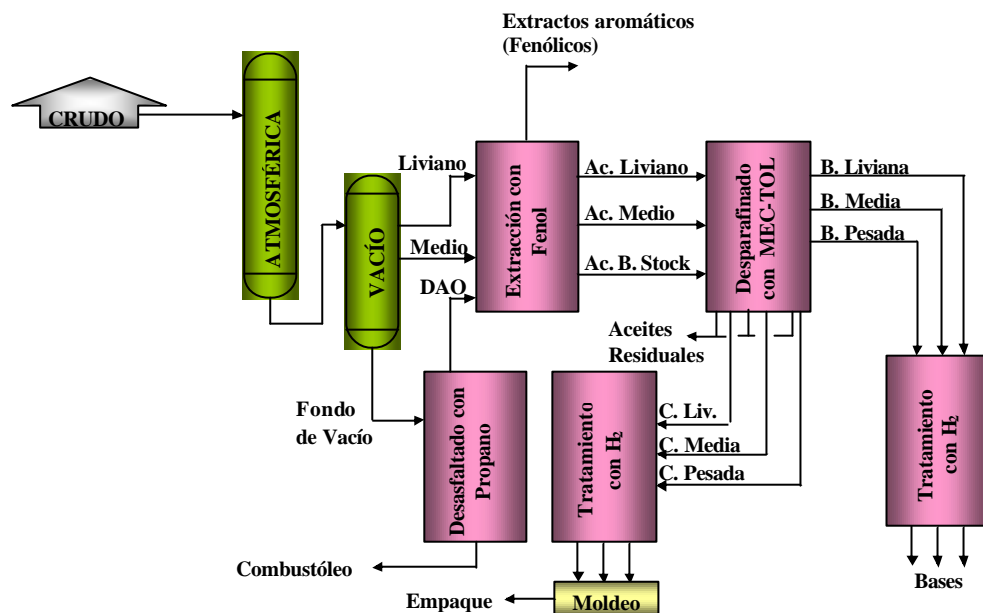 Extractos aromáticos
(Fenólicos)
CRUDO
ATMOSFÉRICA
VACÍO
Liviano
Medio
DAO
Extracción con
Fenol
Ac. Liviano
Ac. Medio
Ac. B. Stock
Desparafinado
con MEC-TOL
B. Liviana
B. Media
B. Pesada
Aceites
Residuales
Fondo
de Vacío
Desasfaltado con
Propano
Tratamiento
con H₂
C. Liv.
C. Media
C. Pesada
Tratamiento
con H₂
Combustóleo
Empaque
Moldeo
Bases